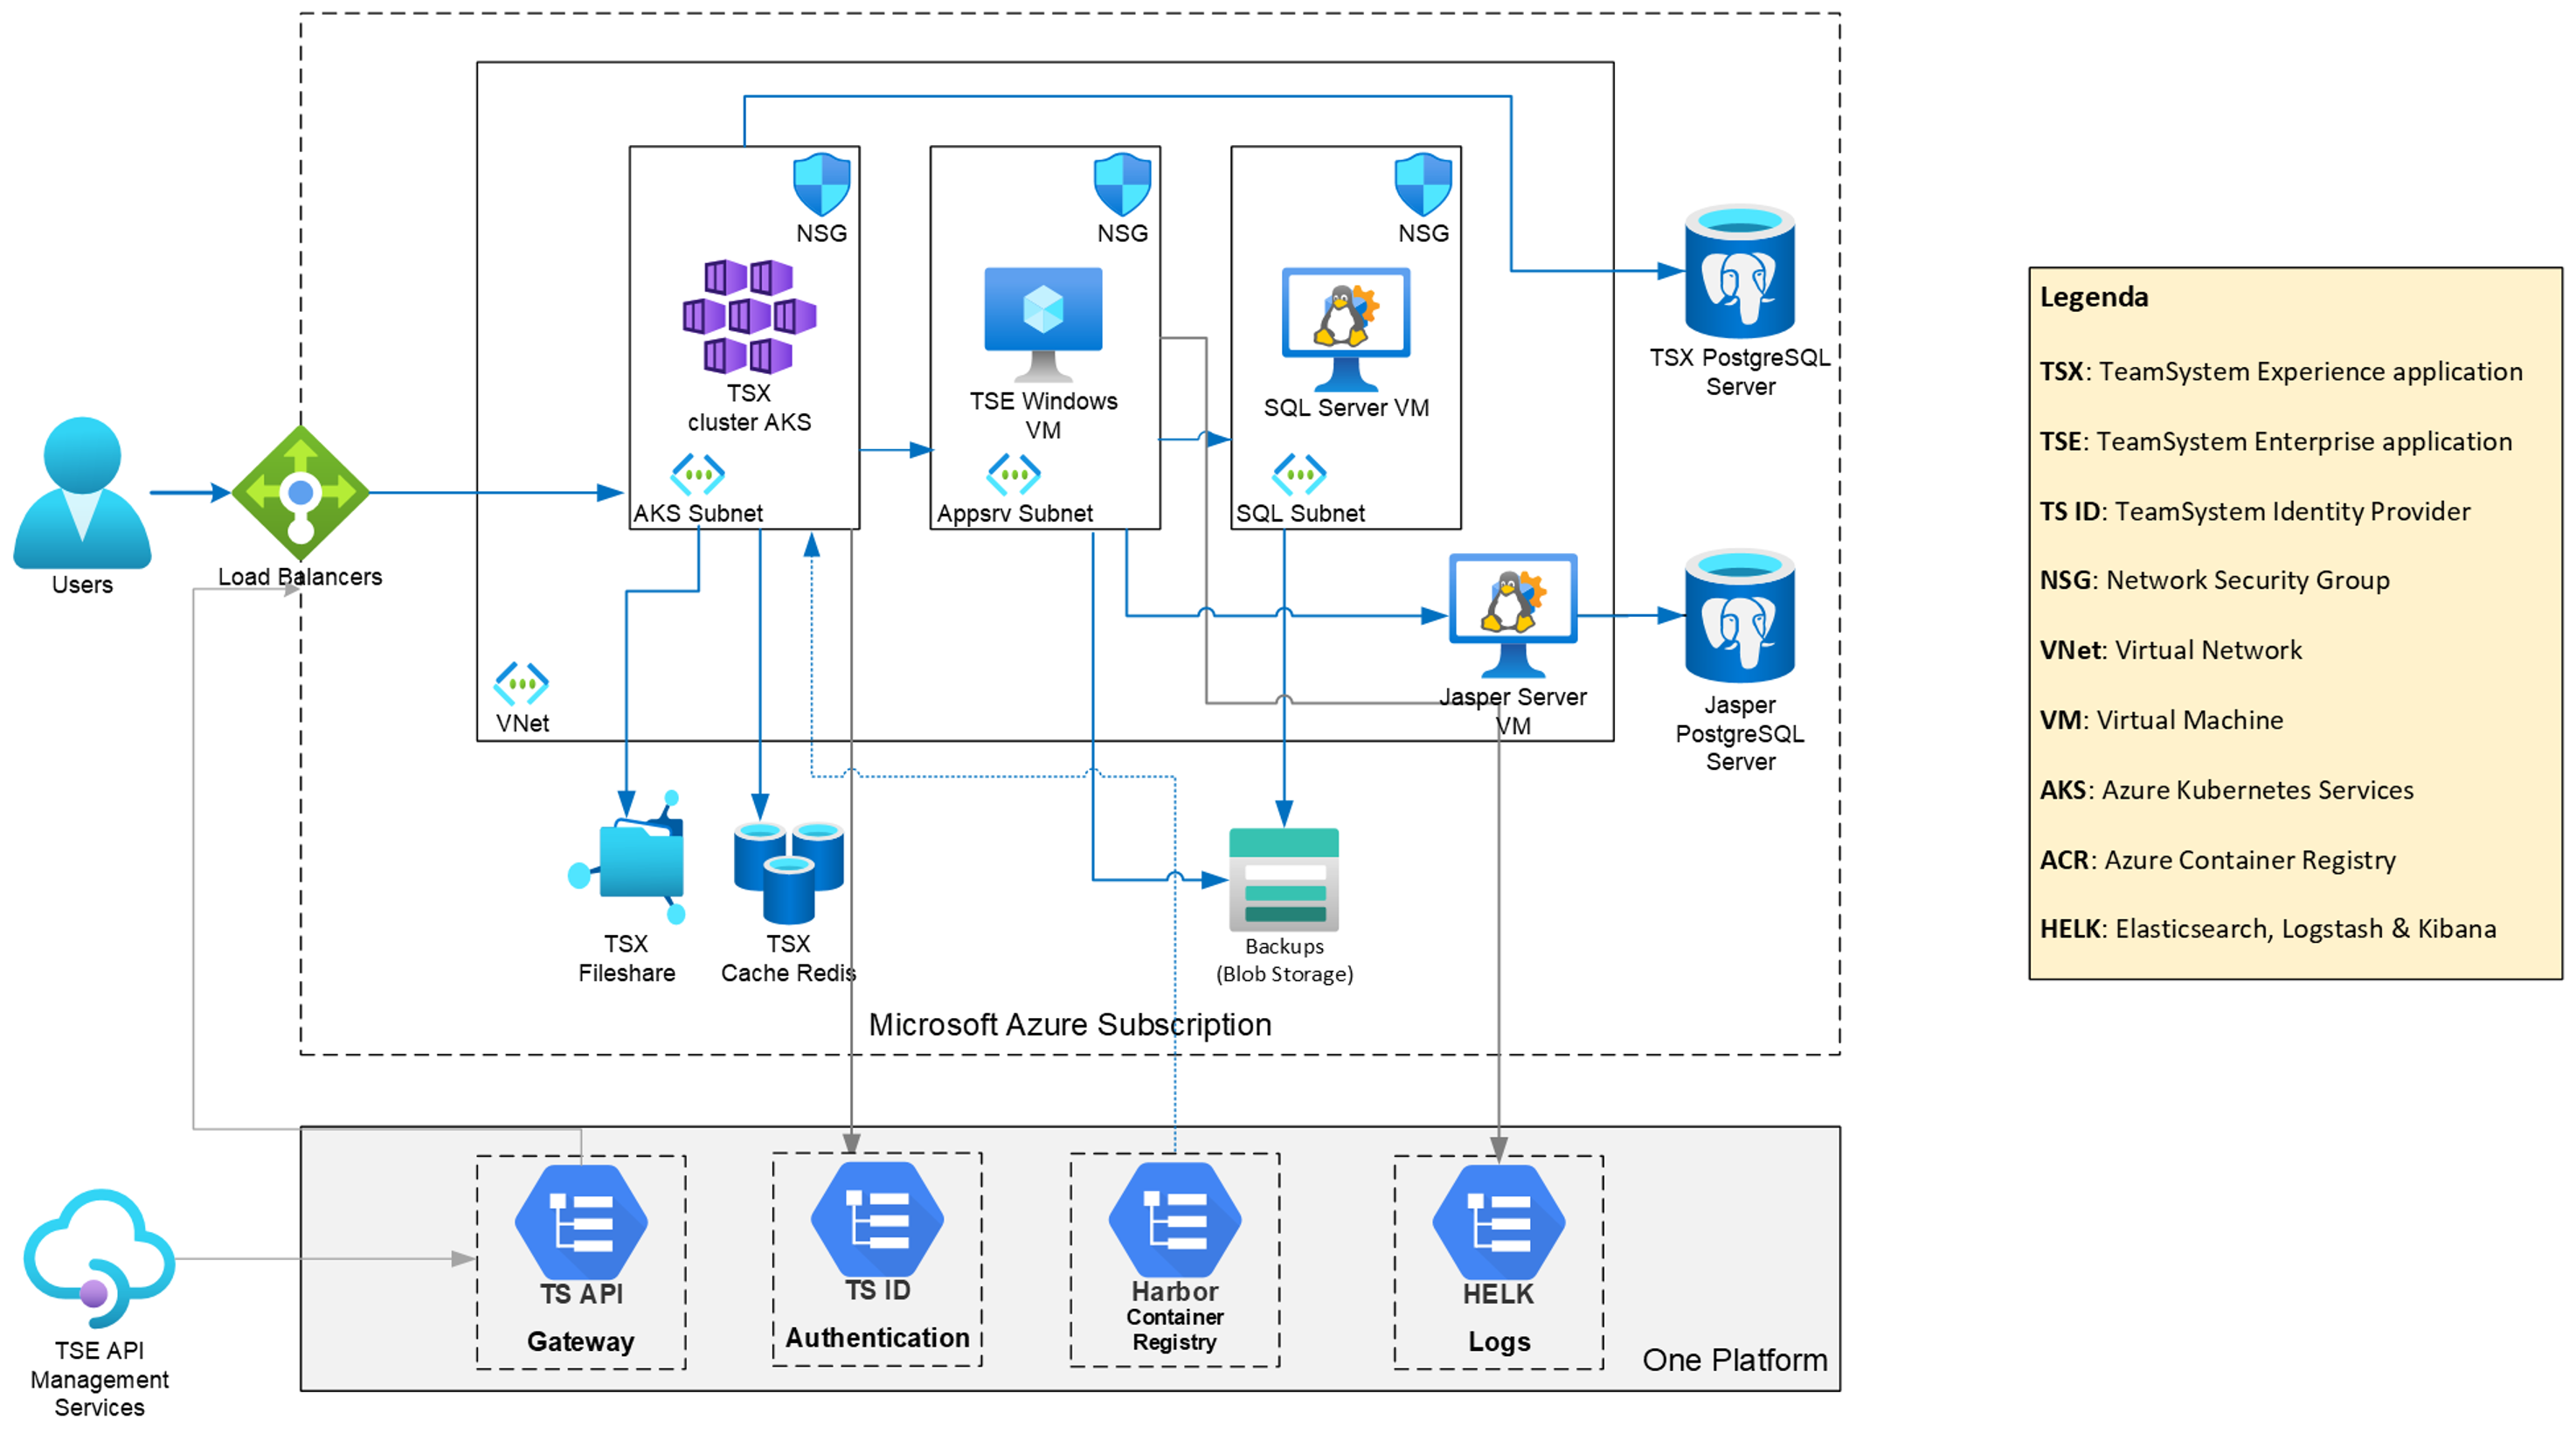 NSG
NSG
NSG
TSX
cluster AKS
TSE Windows
VM
SQL Server VM
AKS Subnet
Appsrv Subnet
SQL Subnet
TSX PostgreSQL
Server
Users
Load Balancers
VNet
Jasper Server
VM
Jasper
PostgreSQL
Server
TSX
Fileshare
TSX
Cache Redis
Backups
(Blob Storage)
Microsoft Azure Subscription
Legenda
TSX: TeamSystem Experience application
TSE: TeamSystem Enterprise application
TS ID: TeamSystem Identity Provider
NSG: Network Security Group
VNet: Virtual Network
VM: Virtual Machine
AKS: Azure Kubernetes Services
ACR: Azure Container Registry
HELK: Elasticsearch, Logstash & Kibana
TSE API
Management
Services
TS API
Gateway
TS ID
Authentication
Harbor
Container
Registry
HELK
Logs
One Platform